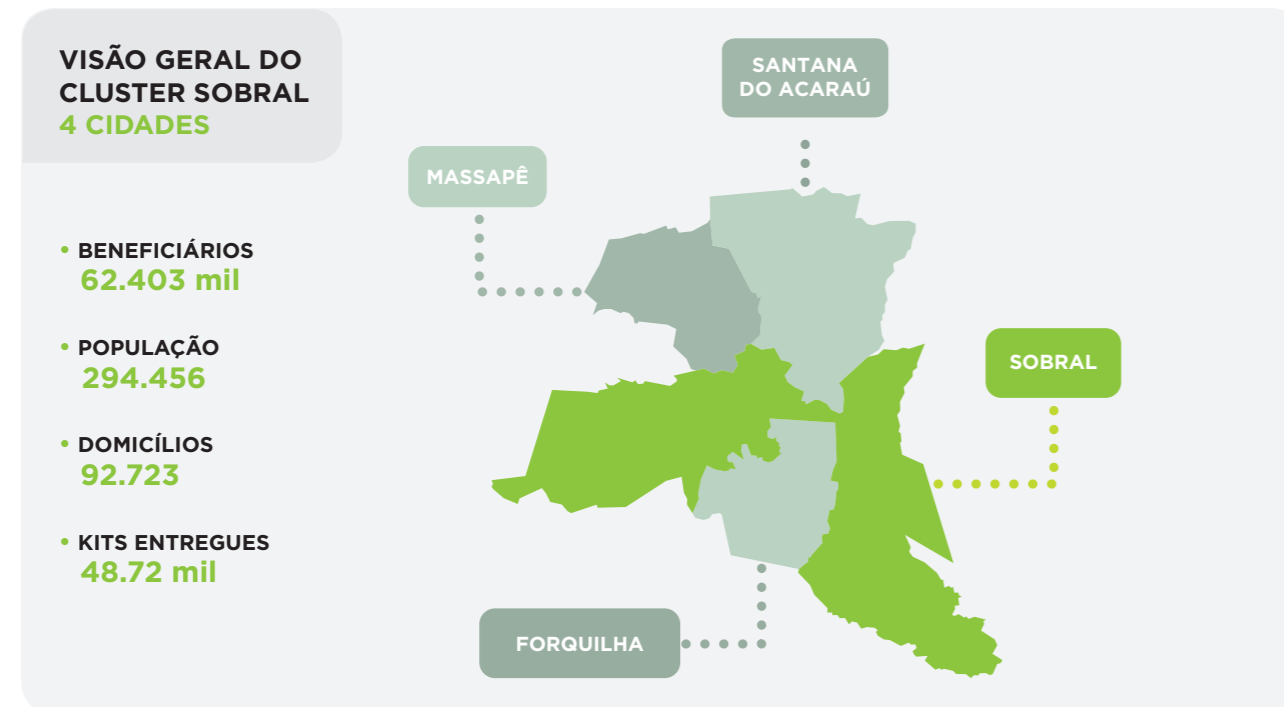 VISÃO GERAL DO
CLUSTER SOBRAL
4 CIDADES
• BENEFICIÁRIOS
62.403 mil
• POPULAÇÃO
294.456
• DOMICÍLIOS
92.723
• KITS ENTREGUES
48.72 mil
SANTANA
DO ACARAÚ
MASSAPÊ
SOBRAL
FORQUILHA